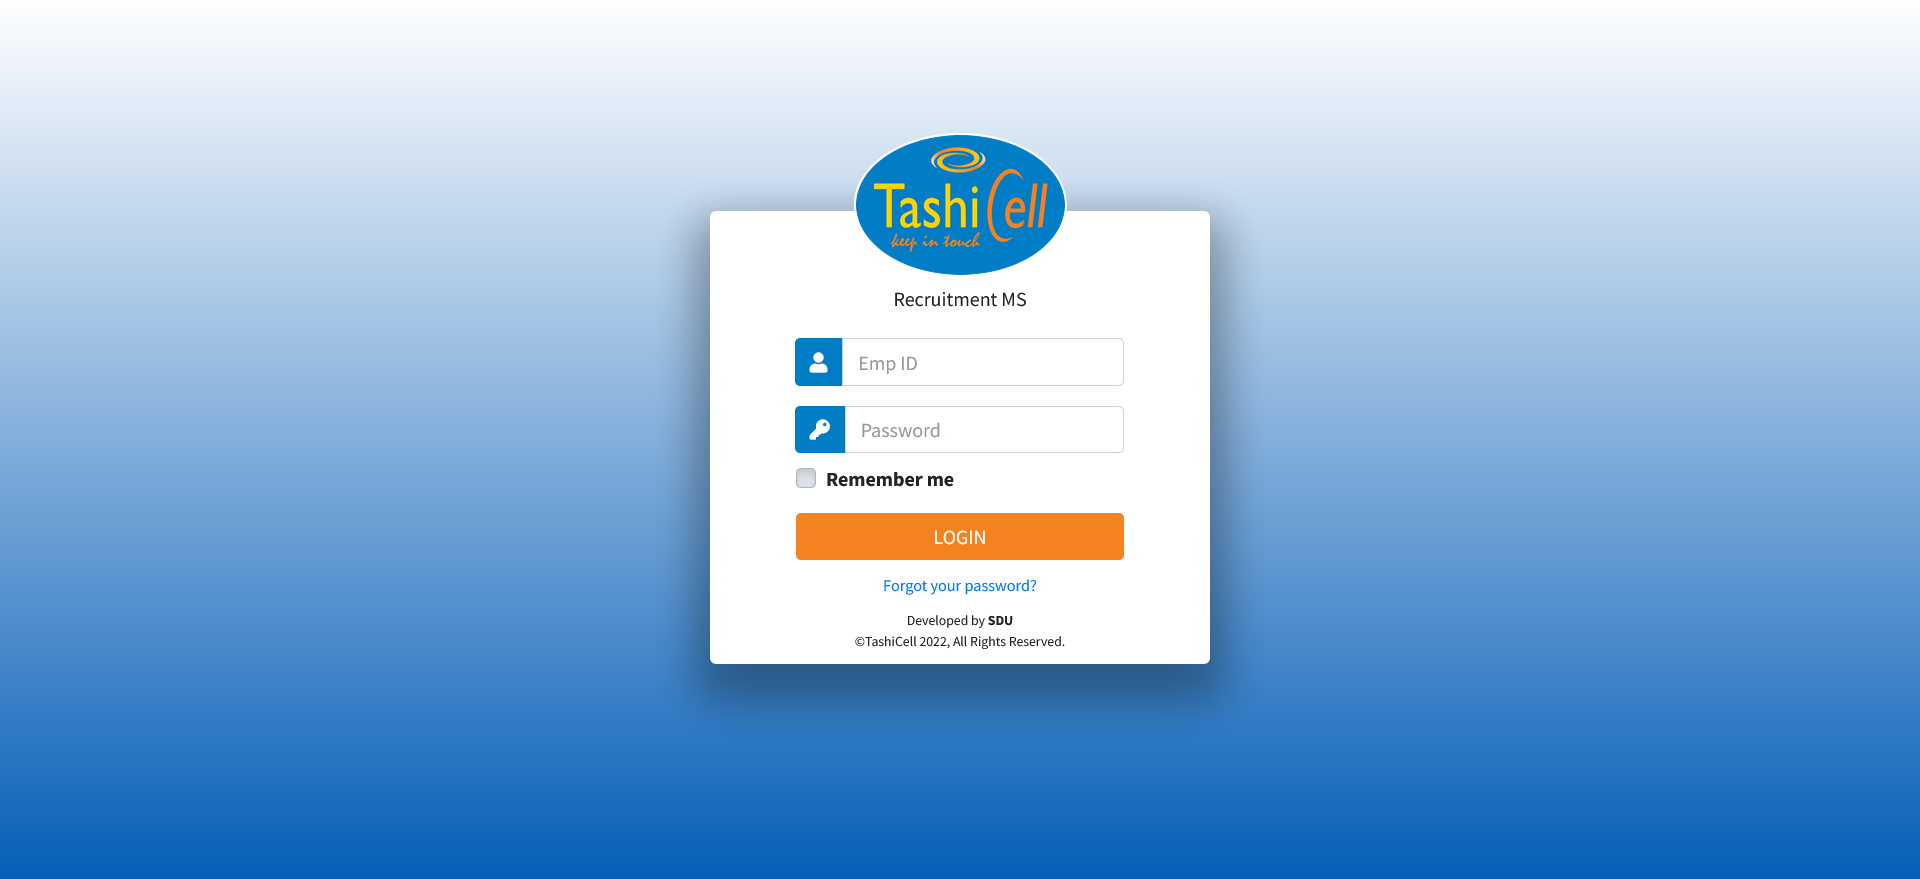 TashiCell
keep in touch
Recruitment MS
Emp ID
Password
Remember me
LOGIN
Forgot your password?
Developed by SDU
©TashiCell 2022, All Rights Reserved.